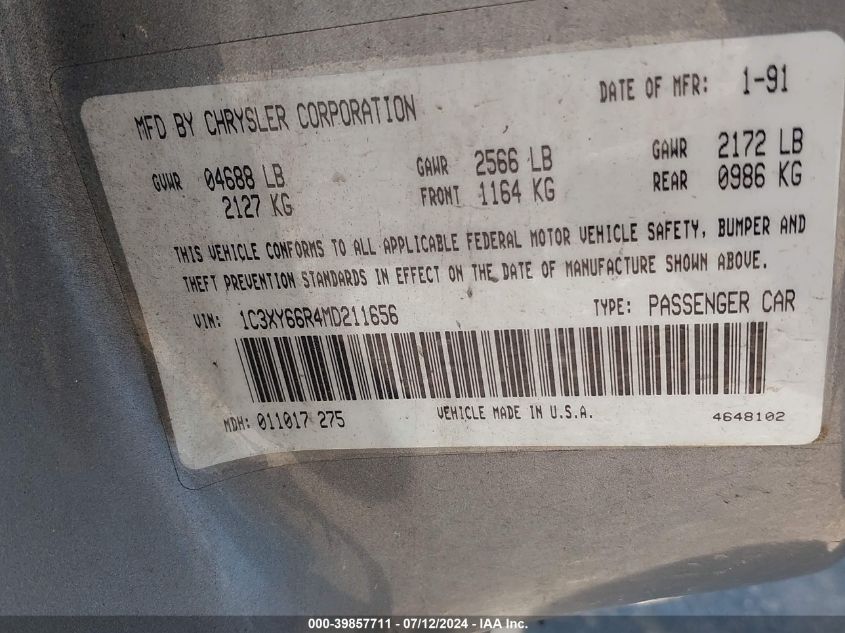 MFD BY CHRYSLER CORPORATION DATE OF MFR: 1-91
GVWR 04688 LB GAWR 2566 LB GAWR 2172 LB
2127 KG FRONT 1164 KG REAR 0986 KG
THIS VEHICLE CONFORMS TO ALL APPLICABLE FEDERAL MOTOR VEHICLE SAFETY, BUMPER AND
THEFT PREVENTION STANDARDS IN EFFECT ON THE DATE OF MANUFACTURE SHOWN ABOVE.
VIN: 1C3XY66R4MD211656 TYPE: PASSENGER CAR
MDH: 011017 275 VEHICLE MADE IN U.S.A. 4648102
000-39857711 - 07/12/2024 - IAA Inc.